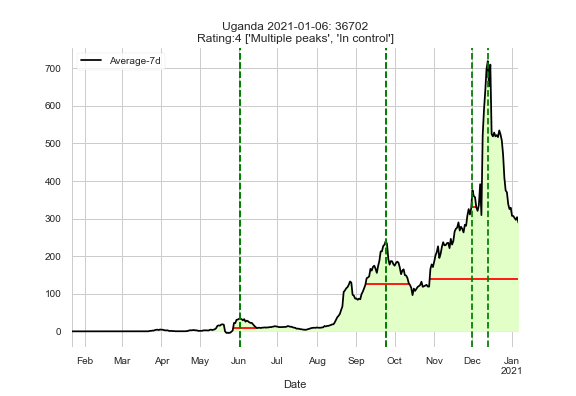 Uganda 2021-01-06: 36702
Rating:4 ['Multiple peaks', 'In control']
Average-7d
700
600
500
400
300
200
100
0
Feb Mar Apr May Jun Jul Aug Sep Oct Nov Dec Jan
2021
Date